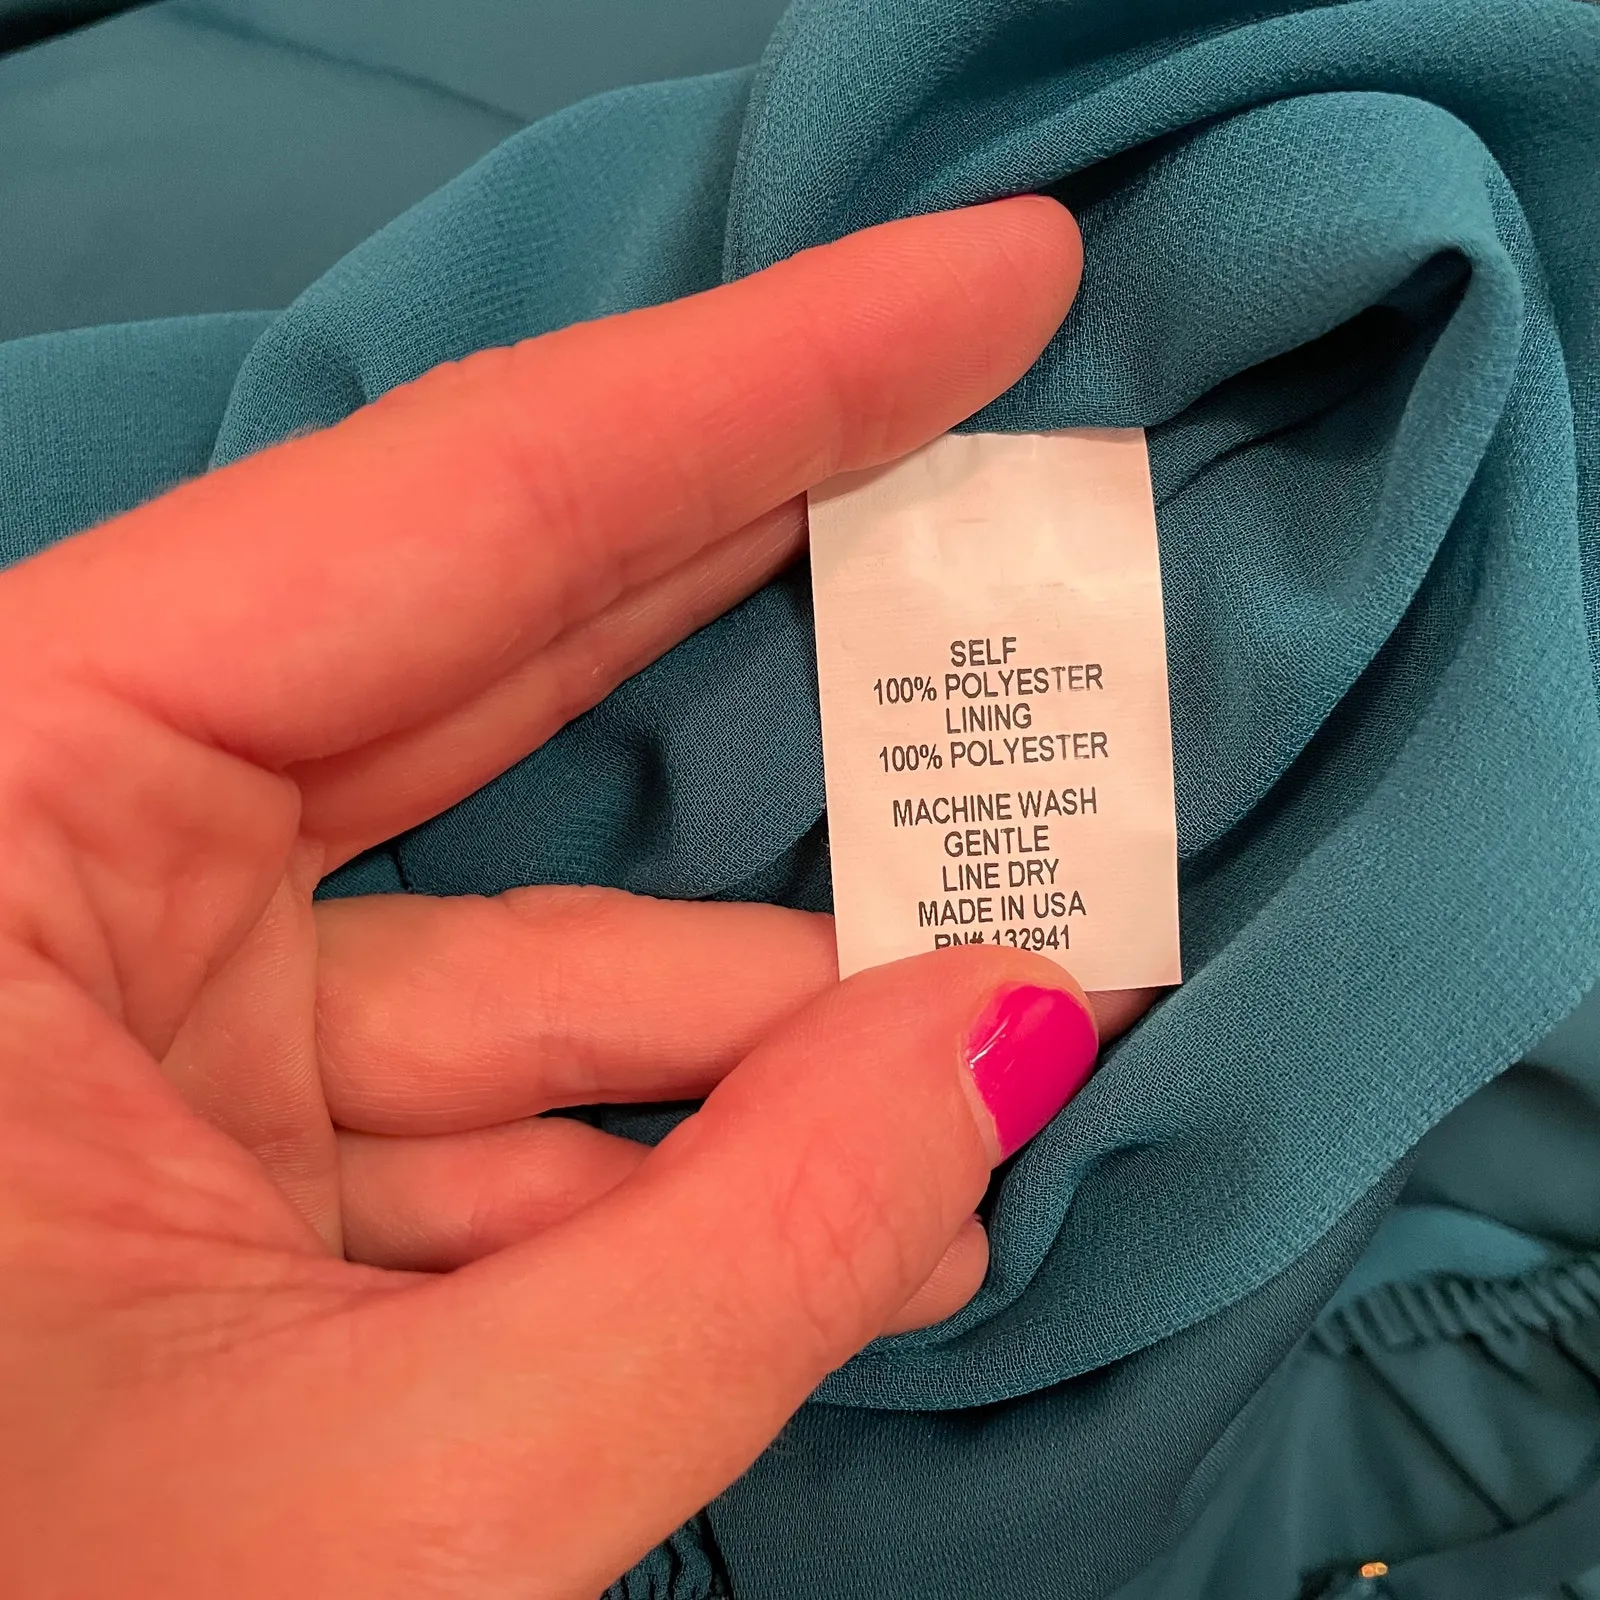 SELF
100% POLYESTER
LINING
100% POLYESTER
MACHINE WASH
GENTLE
LINE DRY
MADE IN USA
RN# 132941